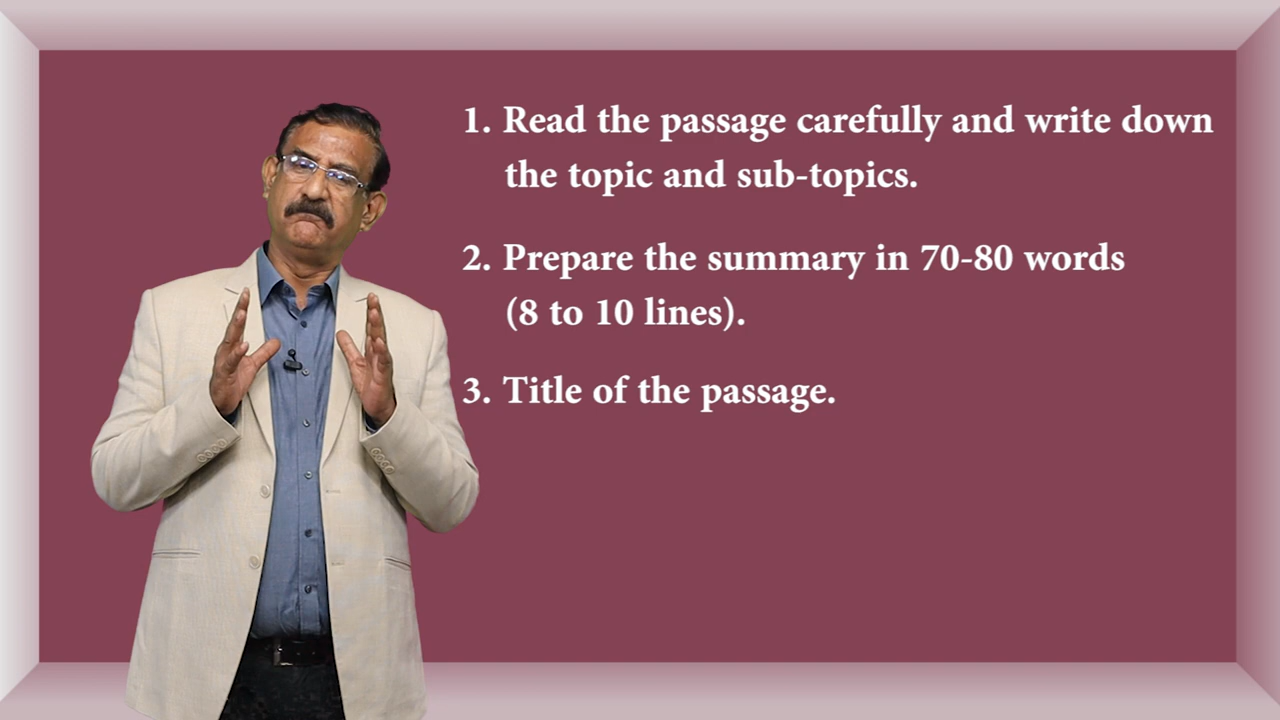 1. Read the passage carefully and write down
the topic and sub-topics.
2. Prepare the summary in 70-80 words
(8 to 10 lines).
3. Title of the passage.